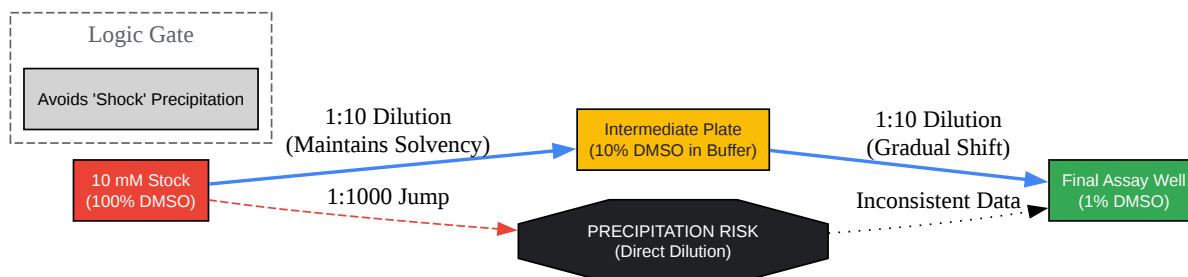 Logic Gate
Avoids 'Shock' Precipitation
1:10 Dilution
(Maintains Solvency)
10 mM Stock
(100% DMSO)
1:1000 Jump
Intermediate Plate
(10% DMSO in Buffer)
PRECIPITATION RISK
(Direct Dilution)
1:10 Dilution
(Gradual Shift)
Inconsistent Data
Final Assay Well
(1% DMSO)